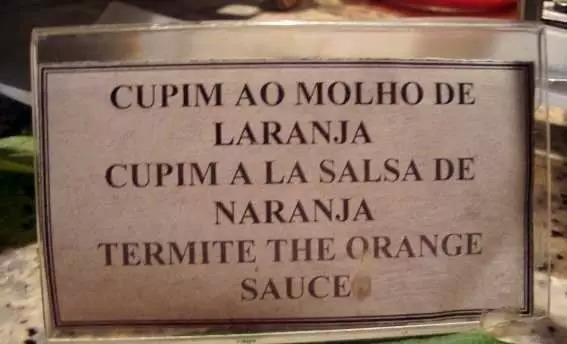 CUPIM AO MOLHO DE
LARANJA
CUPIM A LA SALSA DE
NARANJA
TERMITE THE ORANGE
SAUCE